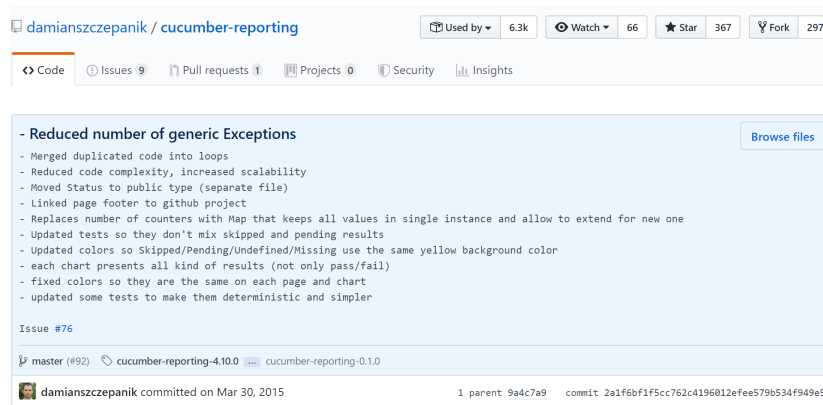 damianszczepanik / cucumber-reporting
Used by 6.3k Watch 66 Star 367 Fork 297
Code Issues 9 Pull requests 1 Projects 0 Security Insights
- Reduced number of generic Exceptions
Browse files
- Merged duplicated code into loops
- Reduced code complexity, increased scalability
- Moved Status to public type (separate file)
- Linked page footer to github project
- Replaces number of counters with Map that keeps all values in single instance and allow to extend for new one
- Updated tests so they don't mix skipped and pending results
- Updated colors so Skipped/Pending/Undefined/Missing use the same yellow background color
- each chart presents all kind of results (not only pass/fail)
- fixed colors so they are the same on each page and chart
- updated some tests to make them deterministic and simpler
Issue #76
master (#92) cucumber-reporting-4.10.0 ... cucumber-reporting-0.1.0
damianszczepanik committed on Mar 30, 2015 1 parent 9a4c7a9 commit 2a1f6bf1f5cc762c4196012efee579b534f949e5